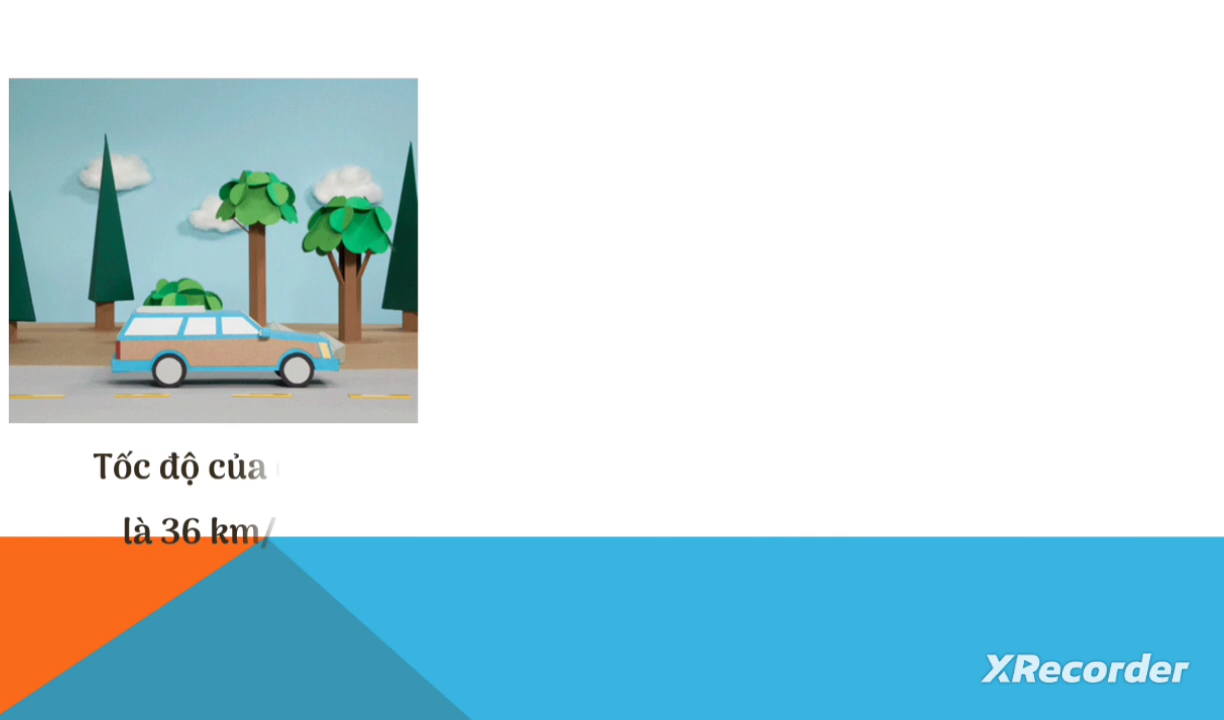 Tốc độ của
là 36 km/
XRecorder